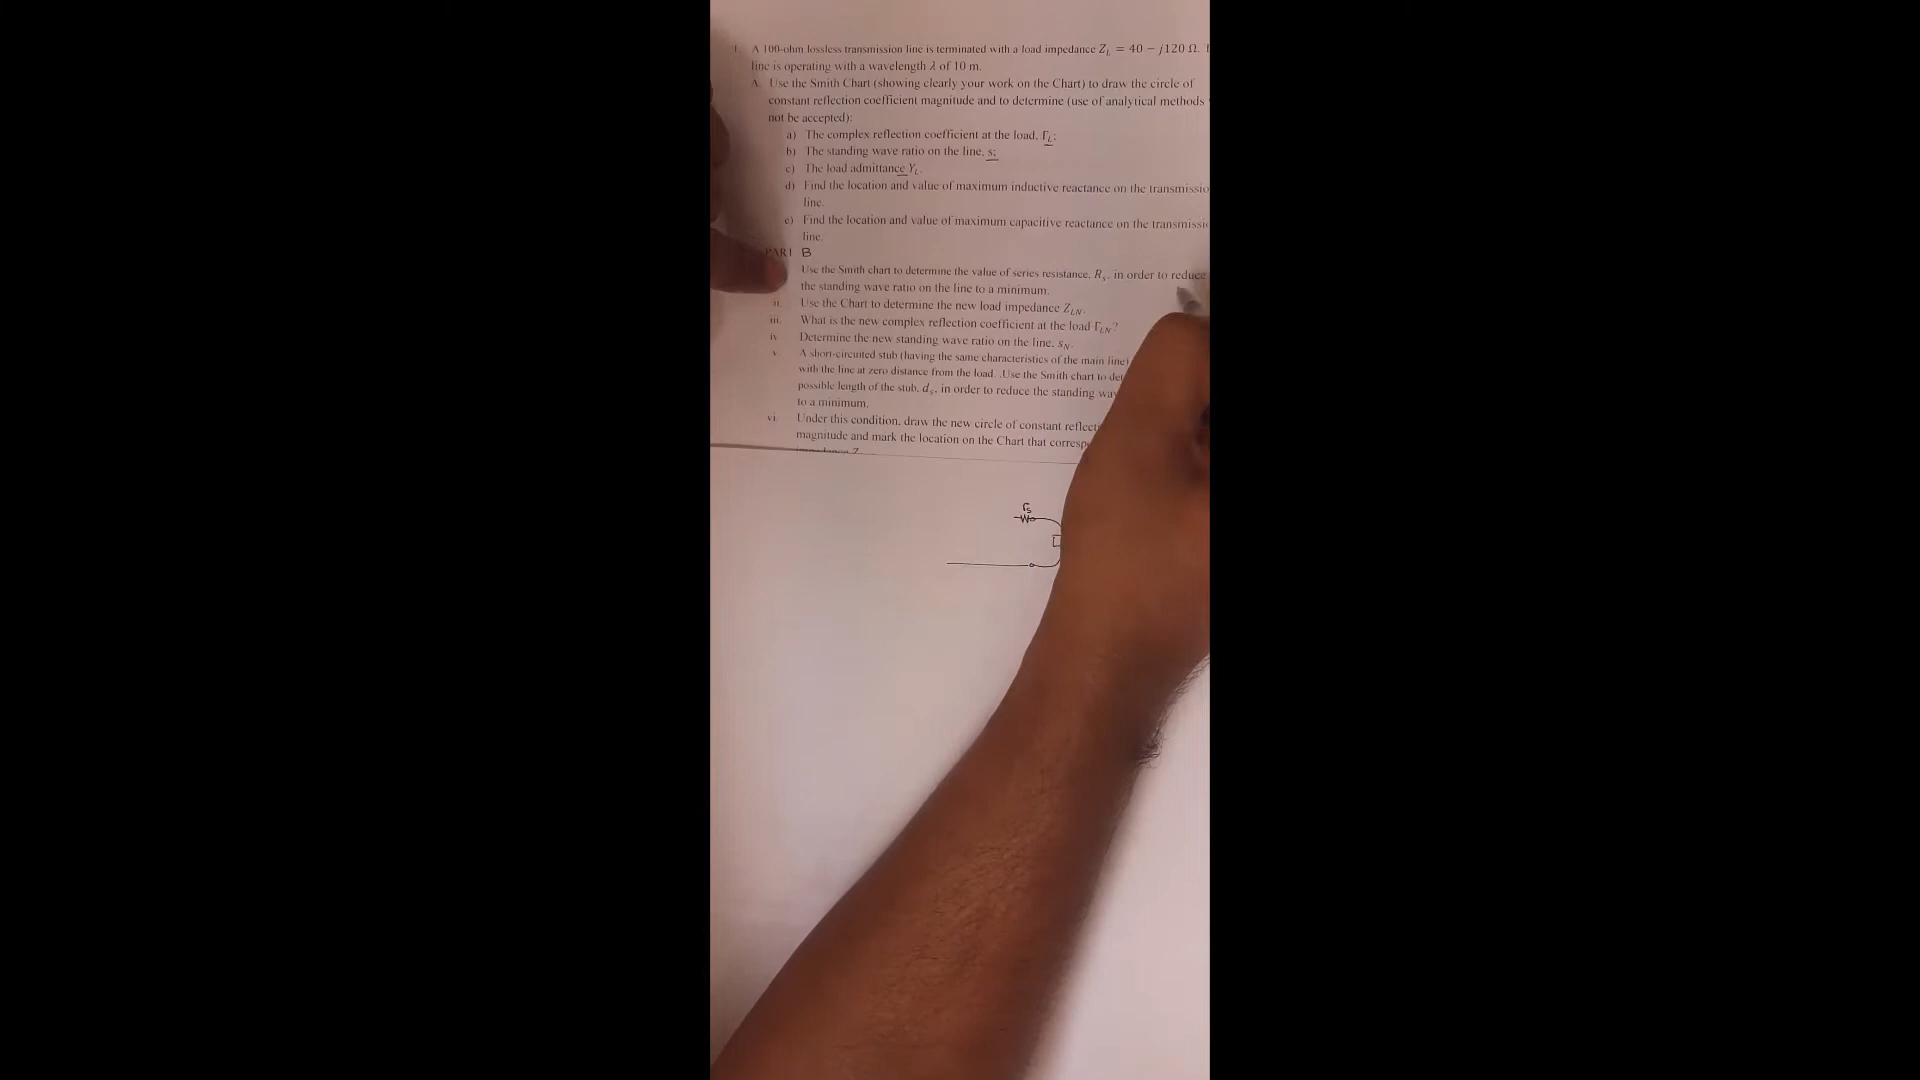 1. A 100-ohm lossless transmission line is terminated with a load impedance Z_L = 40 − j120 Ω.
line is operating with a wavelength λ of 10 m.
A. Use the Smith Chart (showing clearly your work on the Chart) to draw the circle of
constant reflection coefficient magnitude and to determine (use of analytical methods
not be accepted):
a) The complex reflection coefficient at the load, Γ_L;
b) The standing wave ratio on the line, s;
c) The load admittance Y_L.
d) Find the location and value of maximum inductive reactance on the transmissio
line.
e) Find the location and value of maximum capacitive reactance on the transmissi
line.
PART B
Use the Smith chart to determine the value of series resistance, R_s, in order to reduce
the standing wave ratio on the line to a minimum.
ii. Use the Chart to determine the new load impedance Z_LN.
iii. What is the new complex reflection coefficient at the load Γ_LN?
iv. Determine the new standing wave ratio on the line, s_N.
v. A short-circuited stub (having the same characteristics of the main line)
with the line at zero distance from the load. .Use the Smith chart to det
possible length of the stub, d_s, in order to reduce the standing wav
to a minimum.
vi. Under this condition, draw the new circle of constant reflect
magnitude and mark the location on the Chart that corresp
r_s